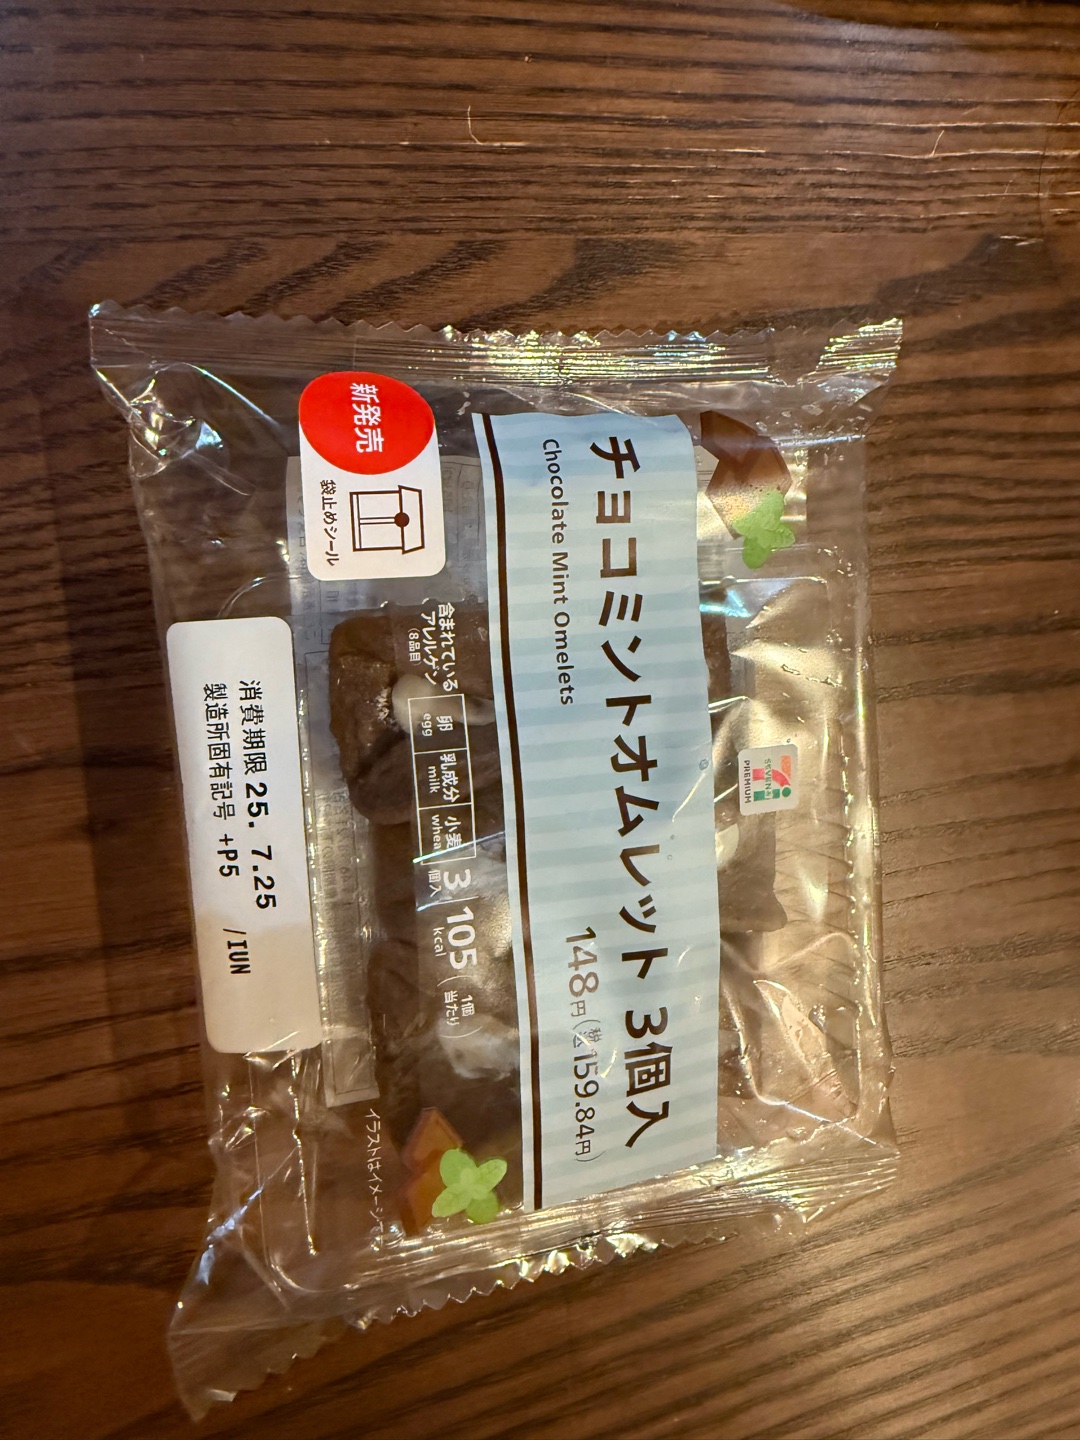 新発売
袋止めシール
チョコミントオムレット 3個入
Chocolate Mint Omelets
148円(税込159.84円)
SEVEN&i
PREMIUM
含まれている
アレルゲン
(8品目)
卵 乳成分 小麦
egg milk
3個入
105kcal(1個当たり)
イラストはイメージで
消費期限 25. 7.25
製造所固有記号 +P5 /IUN